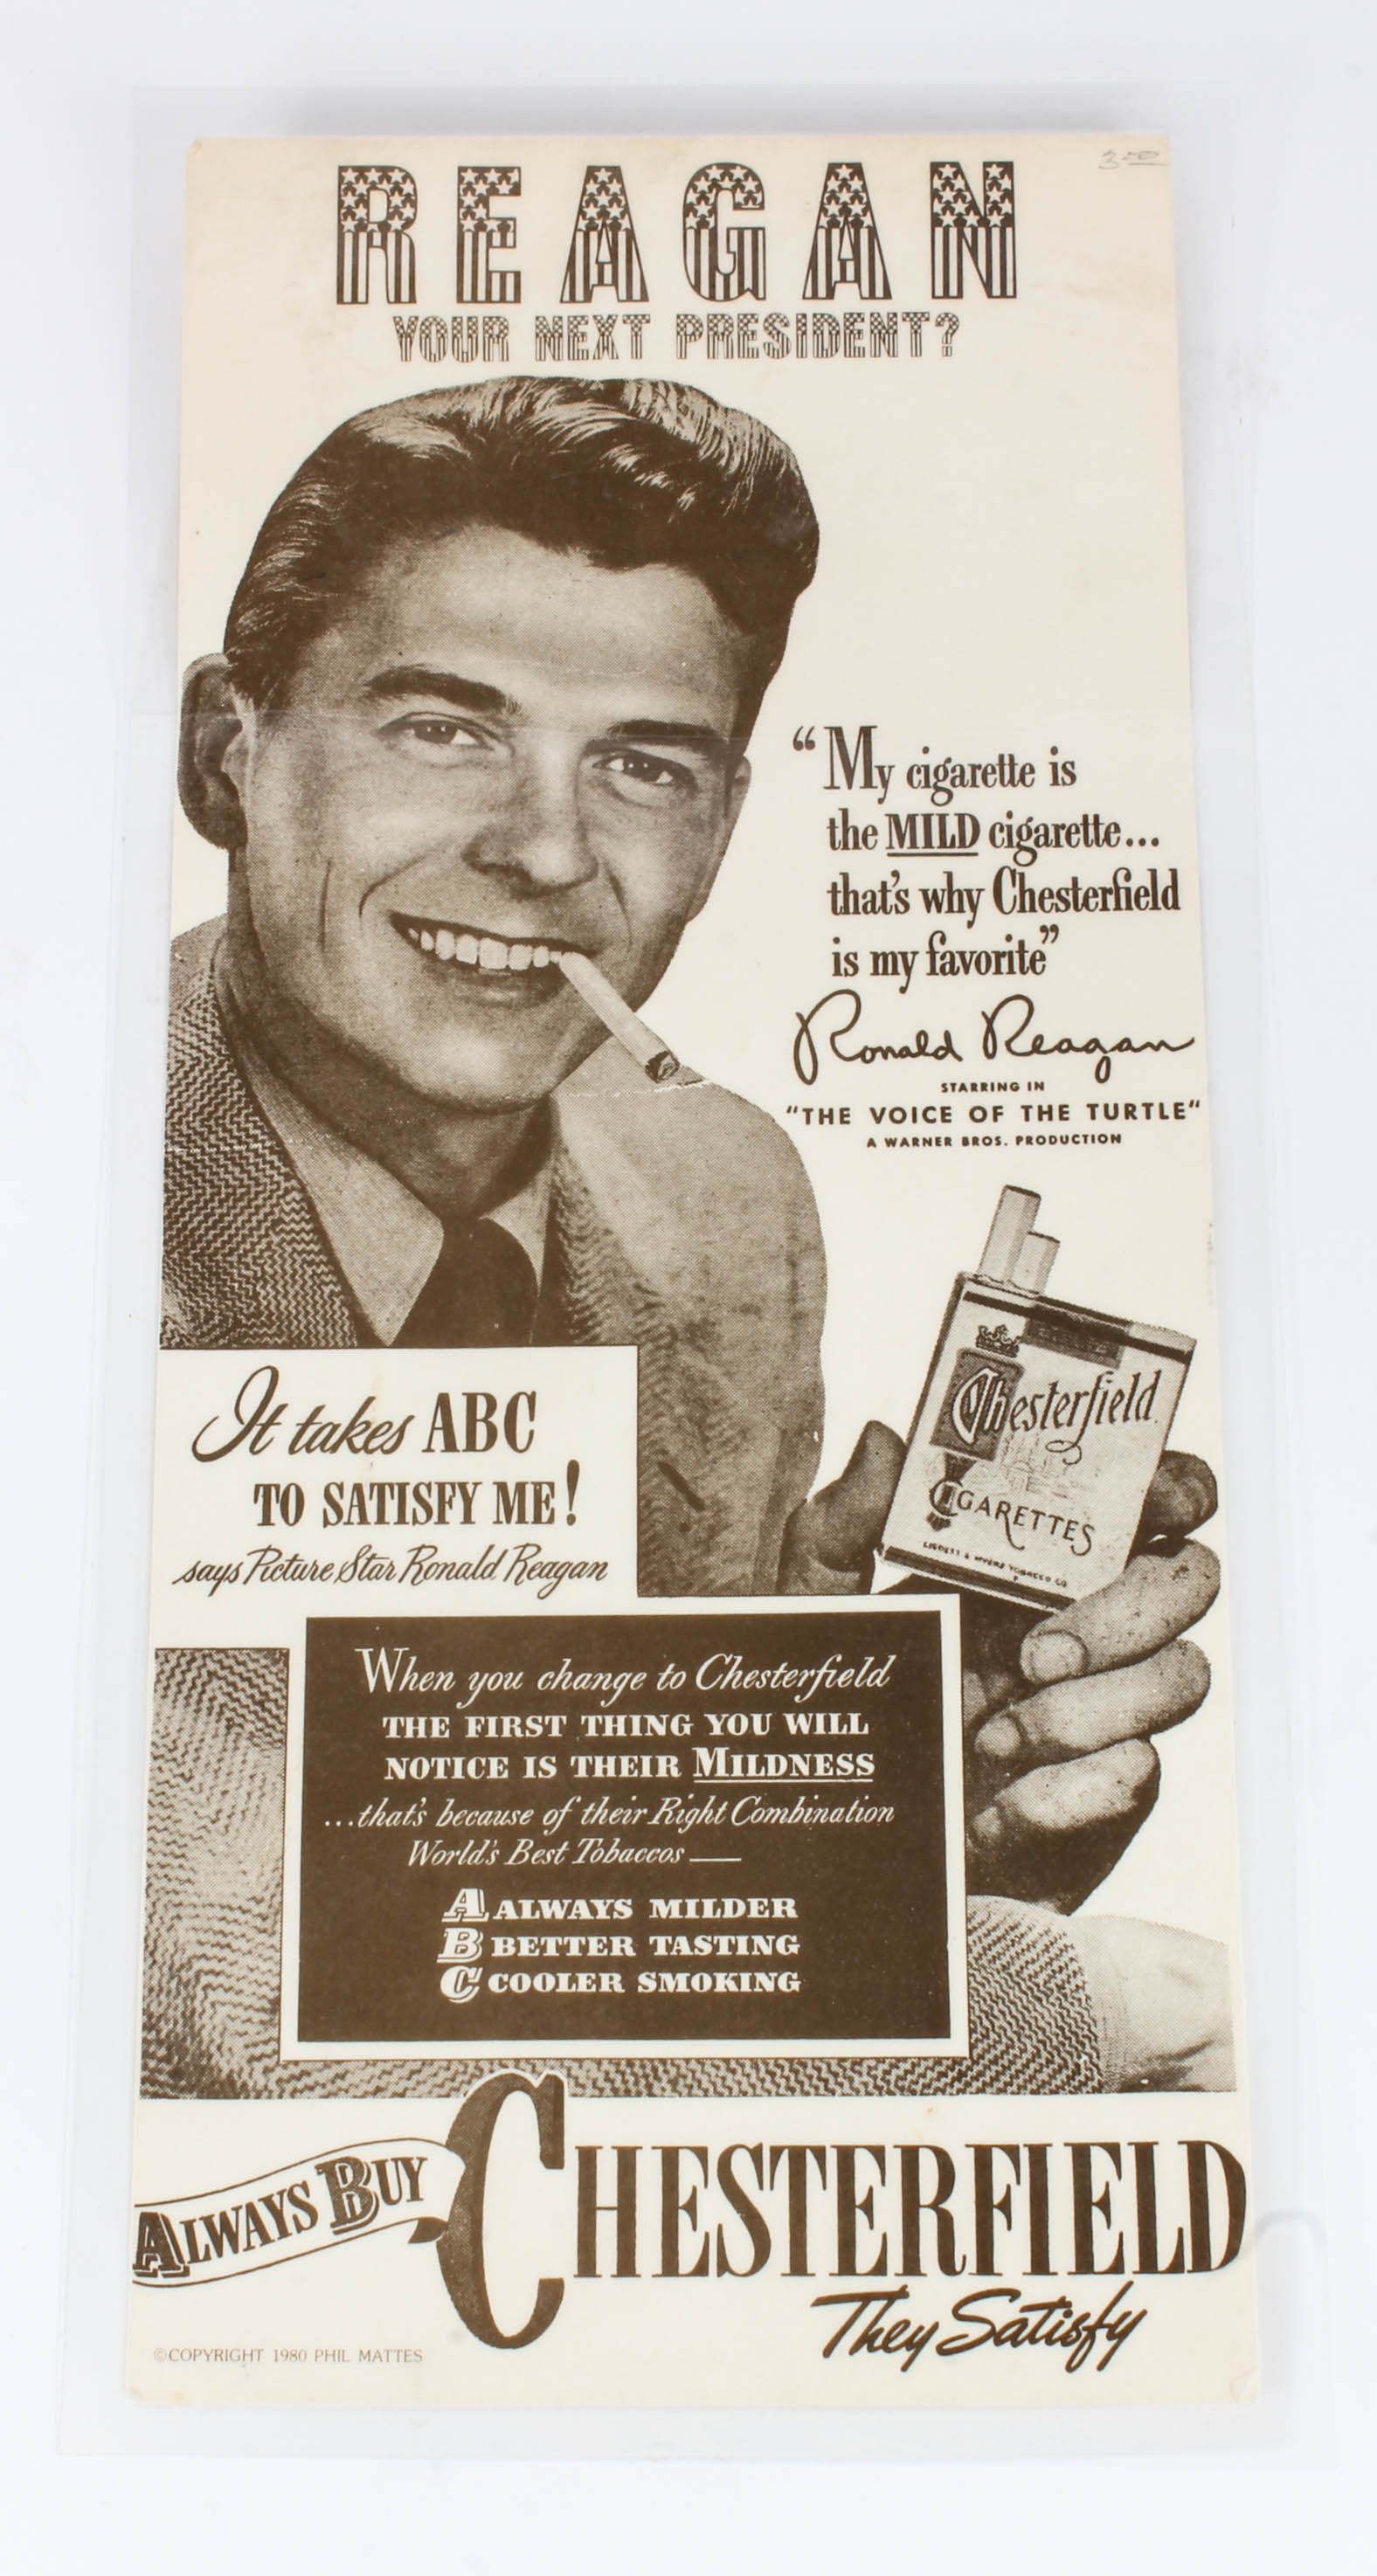 3.00
REAGAN
YOUR NEXT PRESIDENT?
“My cigarette is
the MILD cigarette...
that's why Chesterfield
is my favorite”
Ronald Reagan
STARRING IN
"THE VOICE OF THE TURTLE"
A WARNER BROS. PRODUCTION
Chesterfield
CIGARETTES
LIGGETT & MYERS TOBACCO CO
It takes ABC
TO SATISFY ME!
says Picture Star Ronald Reagan
When you change to Chesterfield
THE FIRST THING YOU WILL
NOTICE IS THEIR MILDNESS
...that's because of their Right Combination
World's Best Tobaccos —
A ALWAYS MILDER
B BETTER TASTING
C COOLER SMOKING
ALWAYS BUY CHESTERFIELD
They Satisfy
©COPYRIGHT 1980 PHIL MATTES